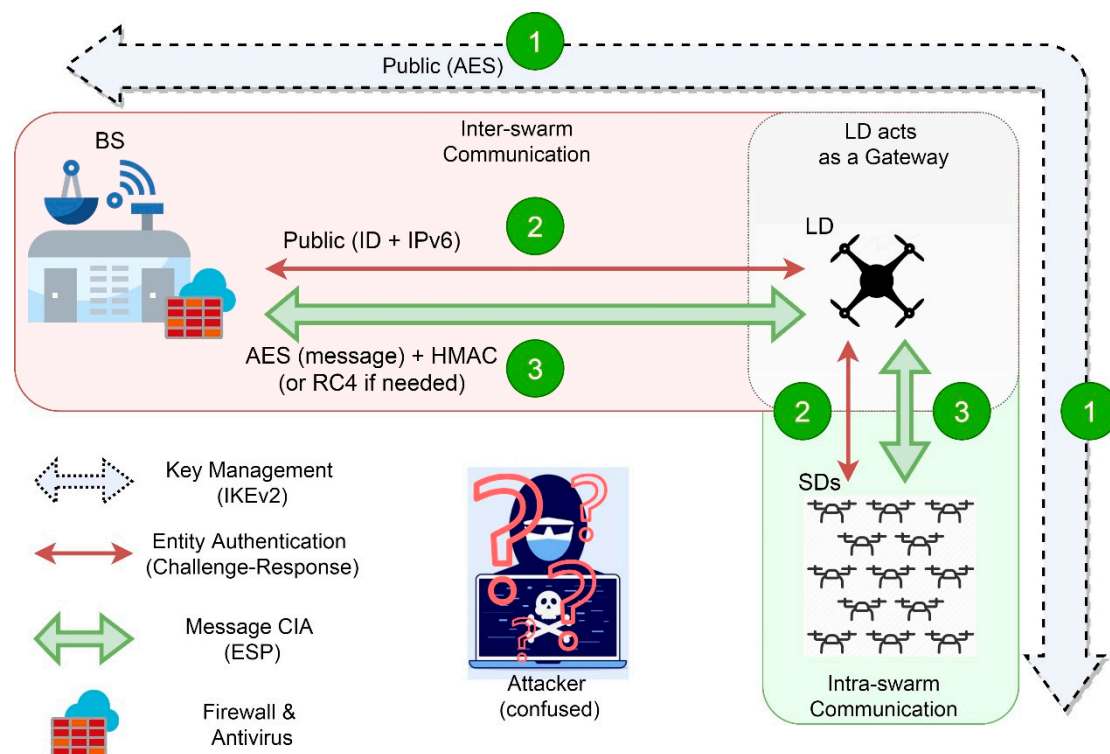 1
Public (AES)
BS
Inter-swarm
Communication
LD acts
as a Gateway
2
Public (ID + IPv6)
LD
AES (message) + HMAC
(or RC4 if needed)
3
2
3
1
SDs
Key Management
(IKEv2)
Entity Authentication
(Challenge-Response)
Message CIA
(ESP)
Firewall &
Antivirus
???
?
Attacker
(confused)
Intra-swarm
Communication